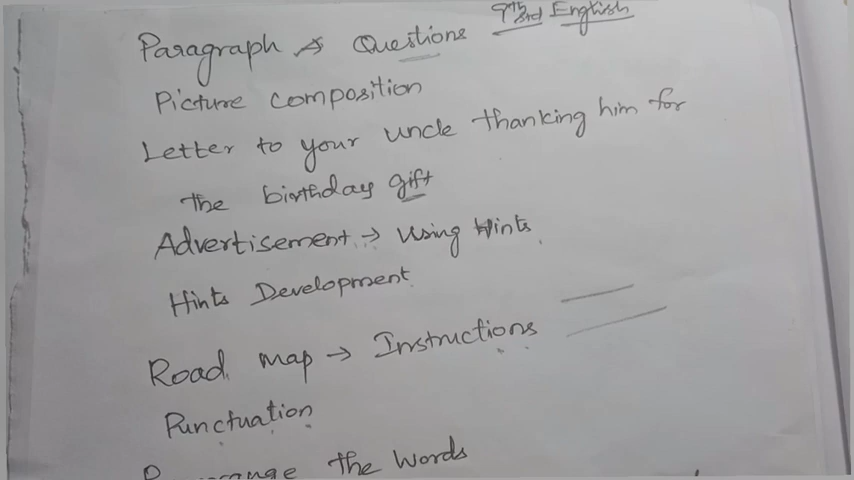 9th 3rd English
Paragraph → Questions
Picture composition
Letter to your uncle thanking him for
the birthday gift
Advertisement → Using Hints
Hints Development
Road map → Instructions
Punctuation
the Words